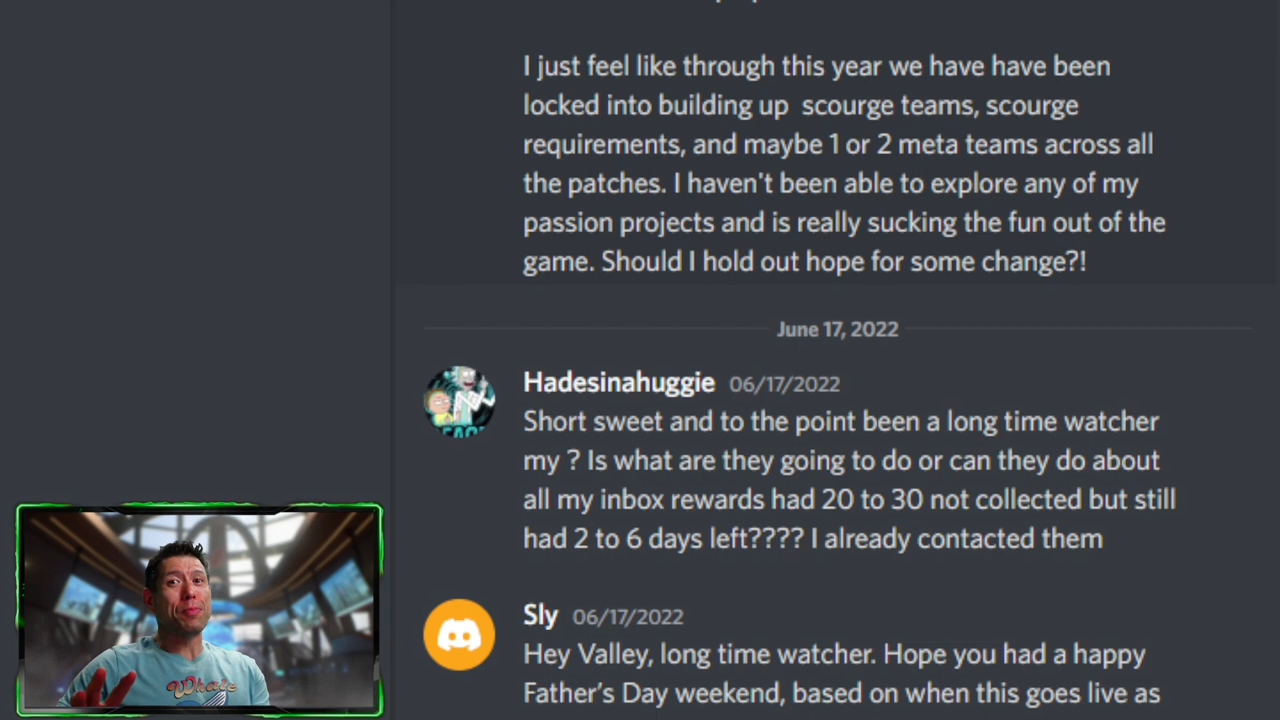 I just feel like through this year we have have been
locked into building up scourge teams, scourge
requirements, and maybe 1 or 2 meta teams across all
the patches. I haven't been able to explore any of my
passion projects and is really sucking the fun out of the
game. Should I hold out hope for some change?!
June 17, 2022
Hadesinahuggie 06/17/2022
Short sweet and to the point been a long time watcher
my ? Is what are they going to do or can they do about
all my inbox rewards had 20 to 30 not collected but still
had 2 to 6 days left???? I already contacted them
Sly 06/17/2022
Hey Valley, long time watcher. Hope you had a happy
Father's Day weekend, based on when this goes live as